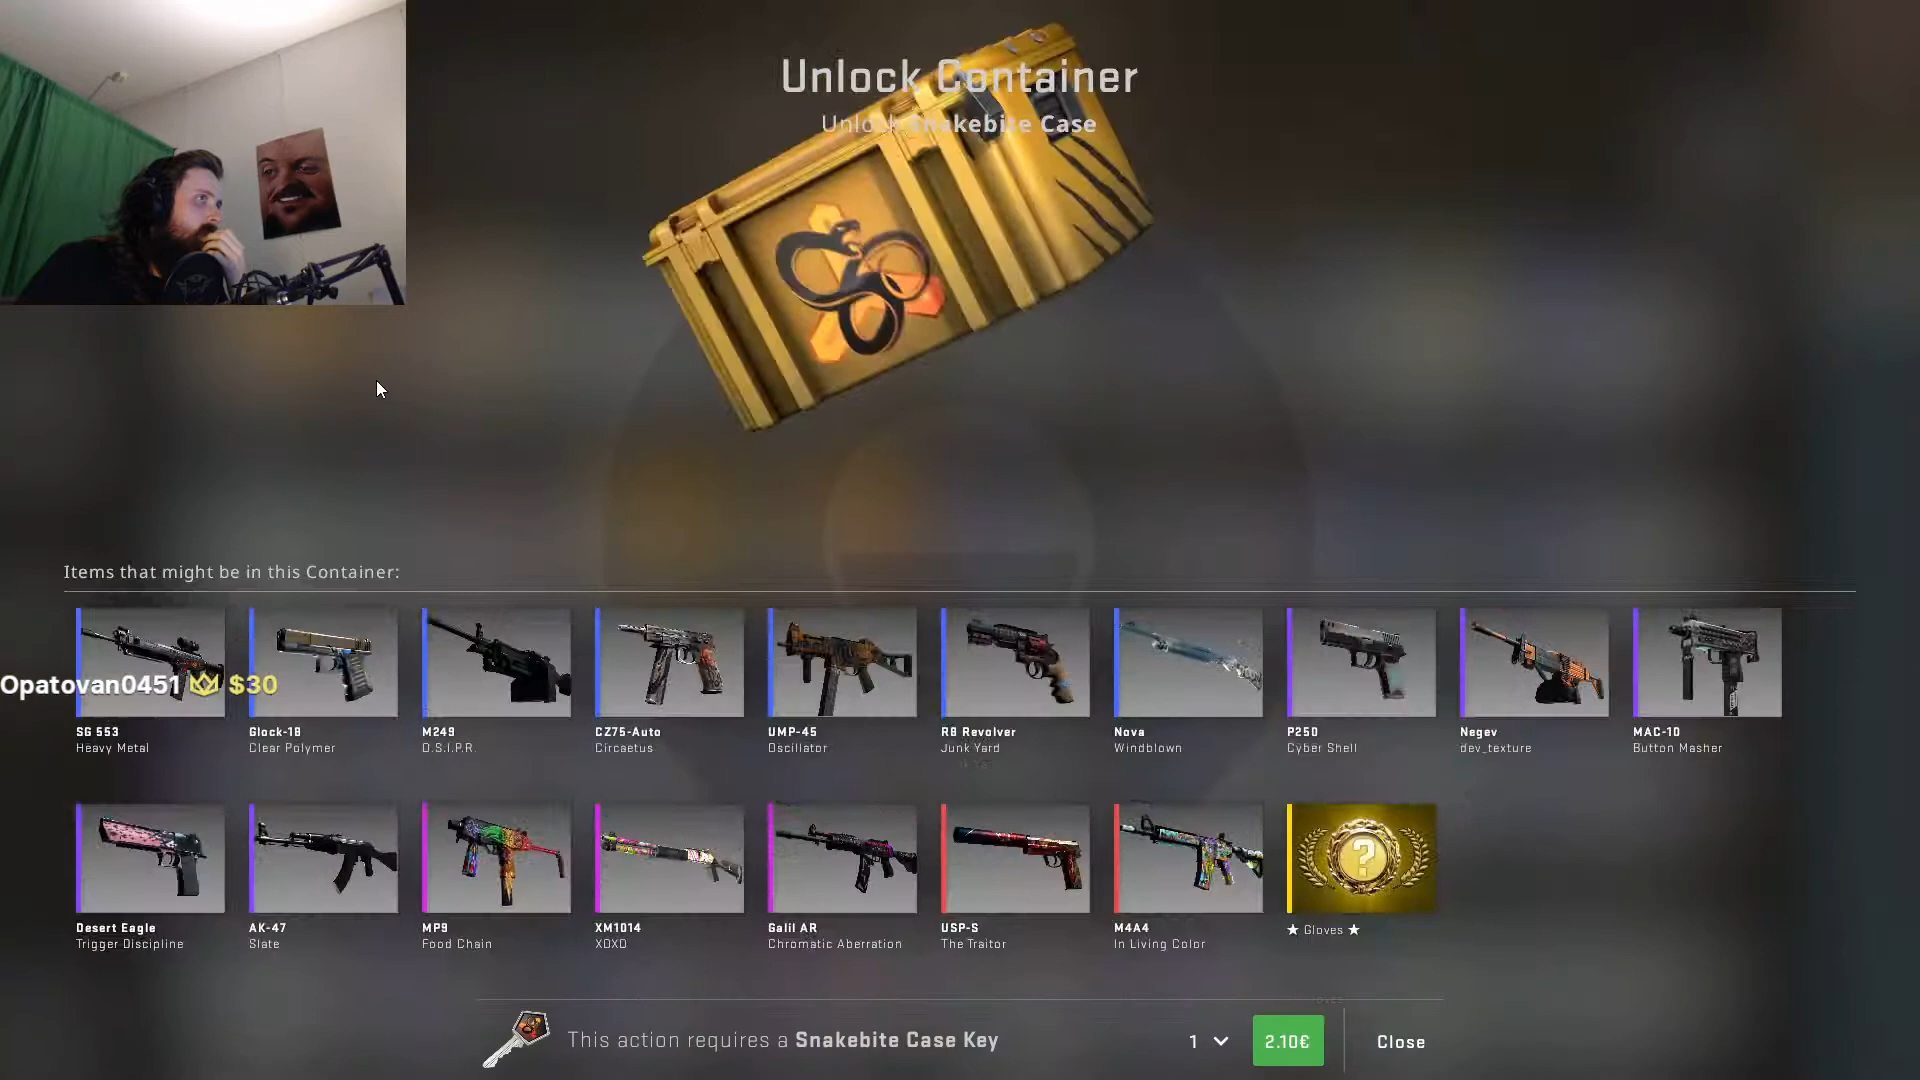 Unlock Container
Unlock Snakebite Case
Items that might be in this Container:
Opatovan0451 $30
SG 553
Heavy Metal
Glock-18
Clear Polymer
M249
O.S.I.P.R.
CZ75-Auto
Circaetus
UMP-45
Oscillator
R8 Revolver
Junk Yard
Nova
Windblown
P250
Cyber Shell
Negev
dev_texture
MAC-10
Button Masher
Desert Eagle
Trigger Discipline
AK-47
Slate
MP9
Food Chain
XM1014
XOXO
Galil AR
Chromatic Aberration
USP-S
The Traitor
M4A4
In Living Color
?
★ Gloves ★
This action requires a Snakebite Case Key
1
2.10€
Close